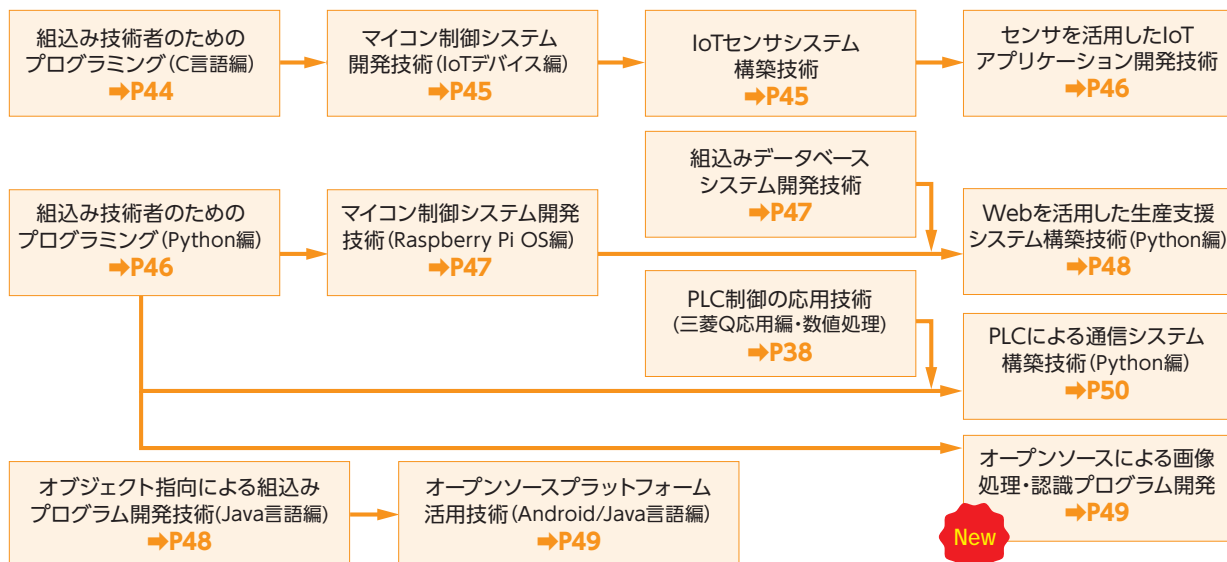 組込み技術者のための
プログラミング(C言語編)
➡P44
マイコン制御システム
開発技術(IoTデバイス編)
➡P45
IoTセンサシステム
構築技術
➡P45
センサを活用したIoT
アプリケーション開発技術
➡P46
組込みデータベース
システム開発技術
➡P47
組込み技術者のための
プログラミング(Python編)
➡P46
マイコン制御システム開発
技術(Raspberry Pi OS編)
➡P47
Webを活用した生産支援
システム構築技術(Python編)
➡P48
PLC制御の応用技術
(三菱Q応用編・数値処理)
➡P38
PLCによる通信システム
構築技術(Python編)
➡P50
オブジェクト指向による組込み
プログラム開発技術(Java言語編)
➡P48
オープンソースプラットフォーム
活用技術(Android/Java言語編)
➡P49
オープンソースによる画像
処理・認識プログラム開発
➡P49
New